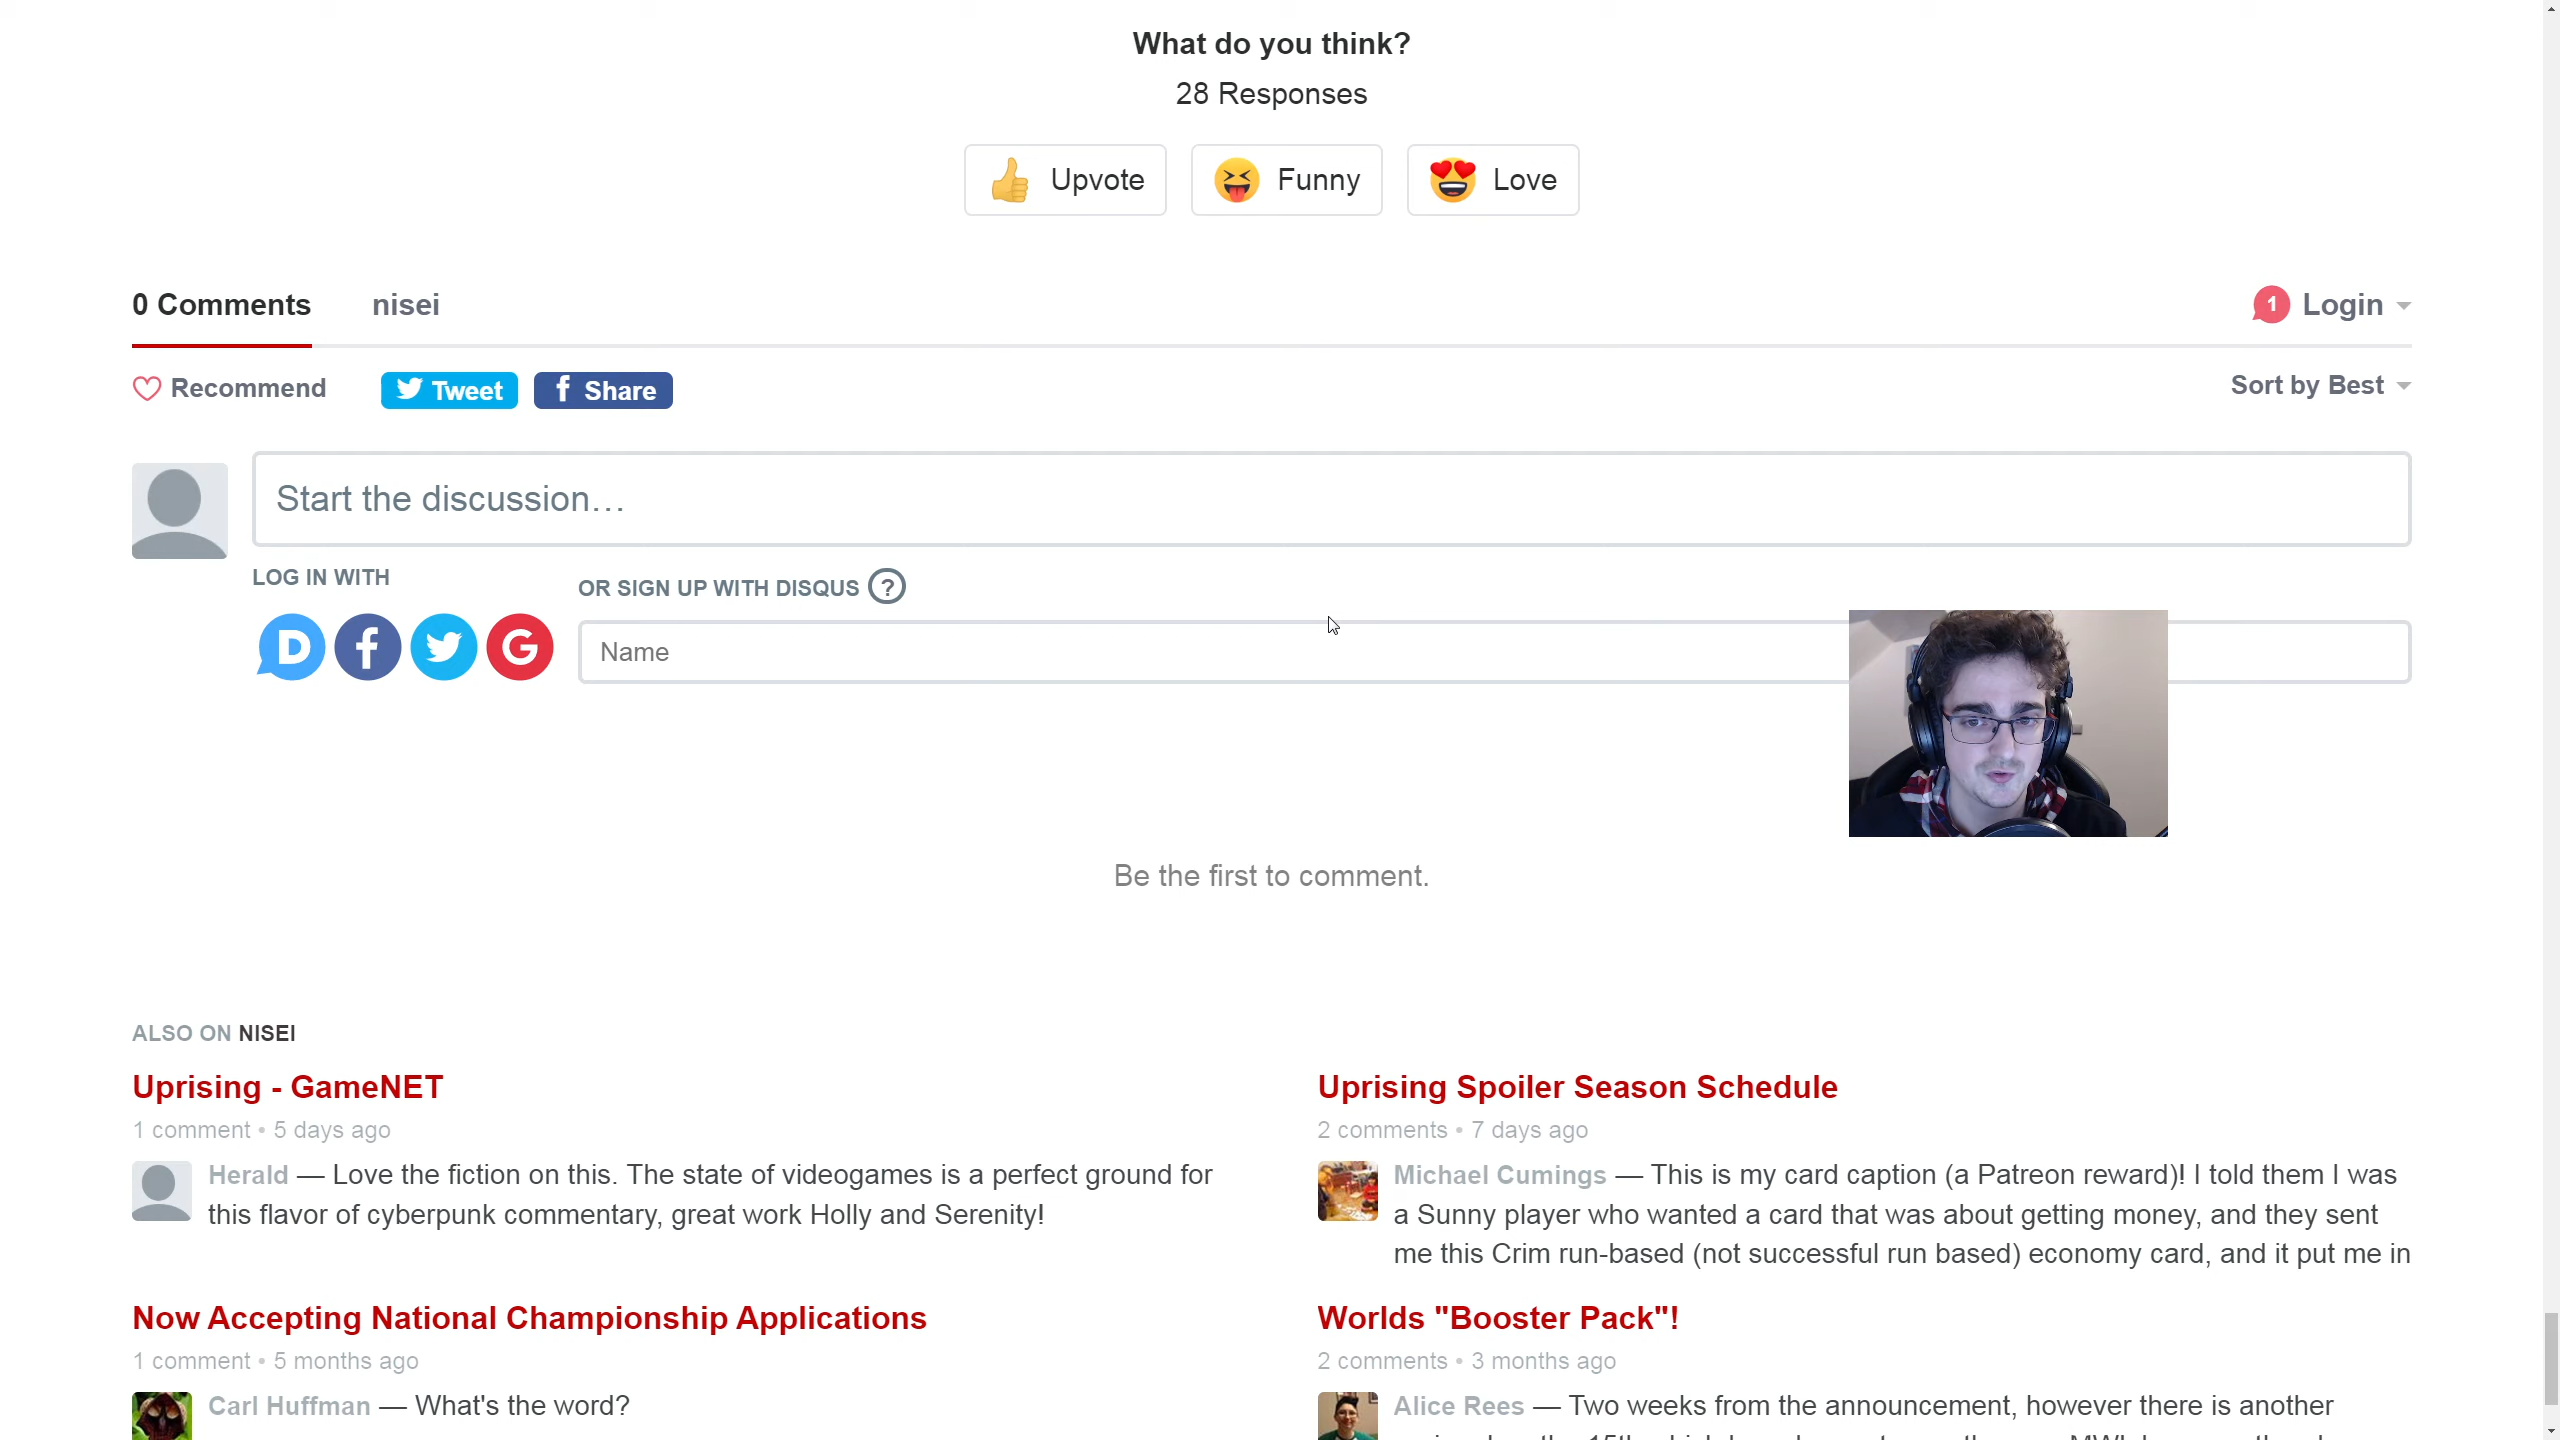 What do you think?
28 Responses
Upvote
Funny
Love
0 Comments
nisei
1
Login
Recommend
Tweet
Share
Sort by Best
Start the discussion…
LOG IN WITH
OR SIGN UP WITH DISQUS ?
Name
Be the first to comment.
ALSO ON NISEI
Uprising - GameNET
1 comment • 5 days ago
Herald — Love the fiction on this. The state of videogames is a perfect ground for
this flavor of cyberpunk commentary, great work Holly and Serenity!
Uprising Spoiler Season Schedule
2 comments • 7 days ago
Michael Cumings — This is my card caption (a Patreon reward)! I told them I was
a Sunny player who wanted a card that was about getting money, and they sent
me this Crim run-based (not successful run based) economy card, and it put me in
Now Accepting National Championship Applications
1 comment • 5 months ago
Carl Huffman — What's the word?
Worlds "Booster Pack"!
2 comments • 3 months ago
Alice Rees — Two weeks from the announcement, however there is another